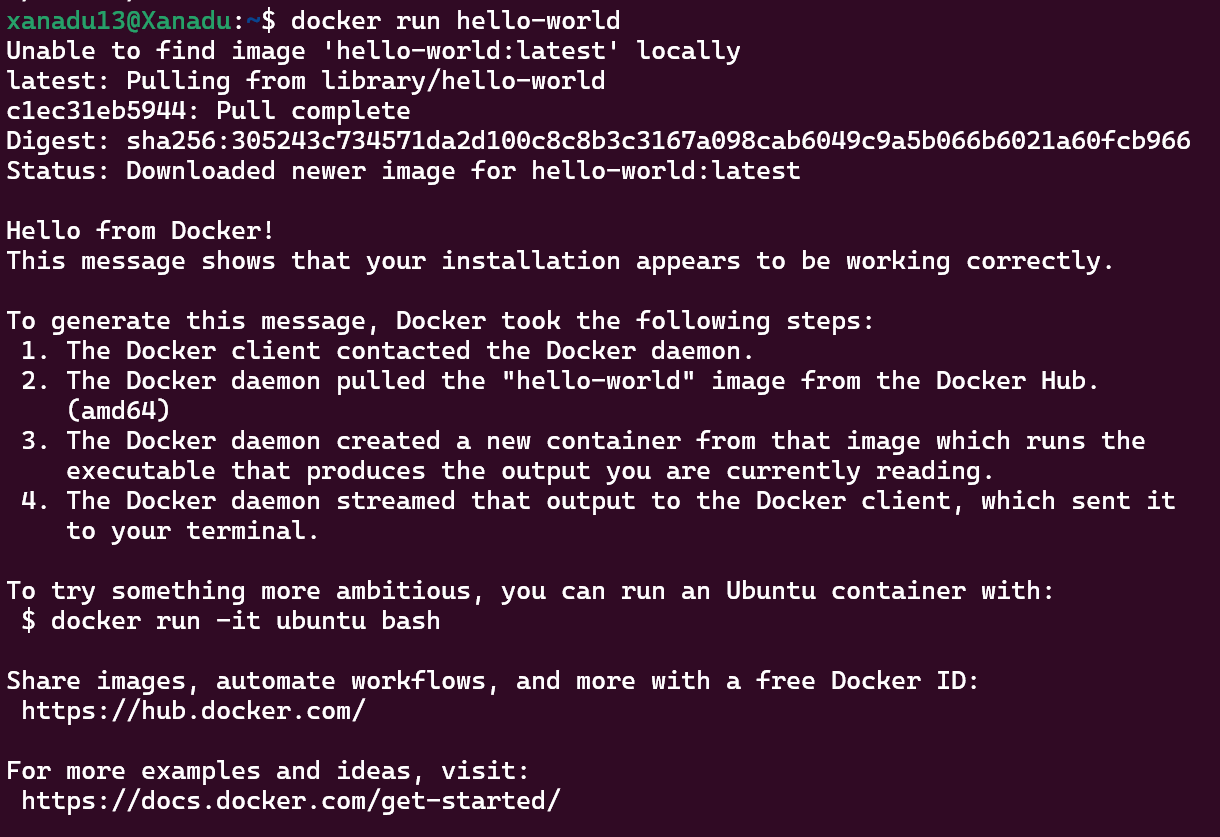 xanadu13@Xanadu:~$ docker run hello-world
Unable to find image 'hello-world:latest' locally
latest: Pulling from library/hello-world
c1ec31eb5944: Pull complete
Digest: sha256:305243c734571da2d100c8c8b3c3167a098cab6049c9a5b066b6021a60fcb966
Status: Downloaded newer image for hello-world:latest

Hello from Docker!
This message shows that your installation appears to be working correctly.

To generate this message, Docker took the following steps:
 1. The Docker client contacted the Docker daemon.
 2. The Docker daemon pulled the "hello-world" image from the Docker Hub.
    (amd64)
 3. The Docker daemon created a new container from that image which runs the
    executable that produces the output you are currently reading.
 4. The Docker daemon streamed that output to the Docker client, which sent it
    to your terminal.

To try something more ambitious, you can run an Ubuntu container with:
 $ docker run -it ubuntu bash

Share images, automate workflows, and more with a free Docker ID:
 https://hub.docker.com/

For more examples and ideas, visit:
 https://docs.docker.com/get-started/